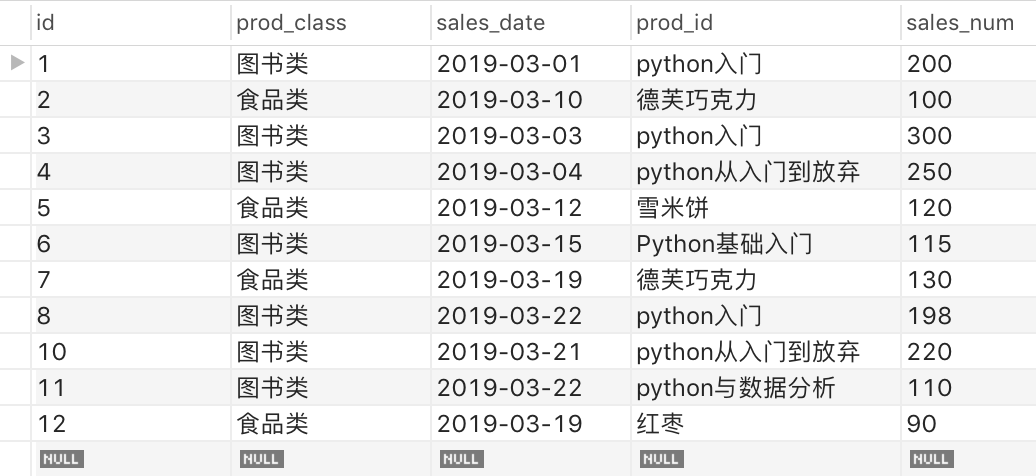 id prod_class sales_date prod_id sales_num
1 图书类 2019-03-01 python入门 200
2 食品类 2019-03-10 德芙巧克力 100
3 图书类 2019-03-03 python入门 300
4 图书类 2019-03-04 python从入门到放弃 250
5 食品类 2019-03-12 雪米饼 120
6 图书类 2019-03-15 Python基础入门 115
7 食品类 2019-03-19 德芙巧克力 130
8 图书类 2019-03-22 python入门 198
10 图书类 2019-03-21 python从入门到放弃 220
11 图书类 2019-03-22 python与数据分析 110
12 食品类 2019-03-19 红枣 90
NULL NULL NULL NULL NULL